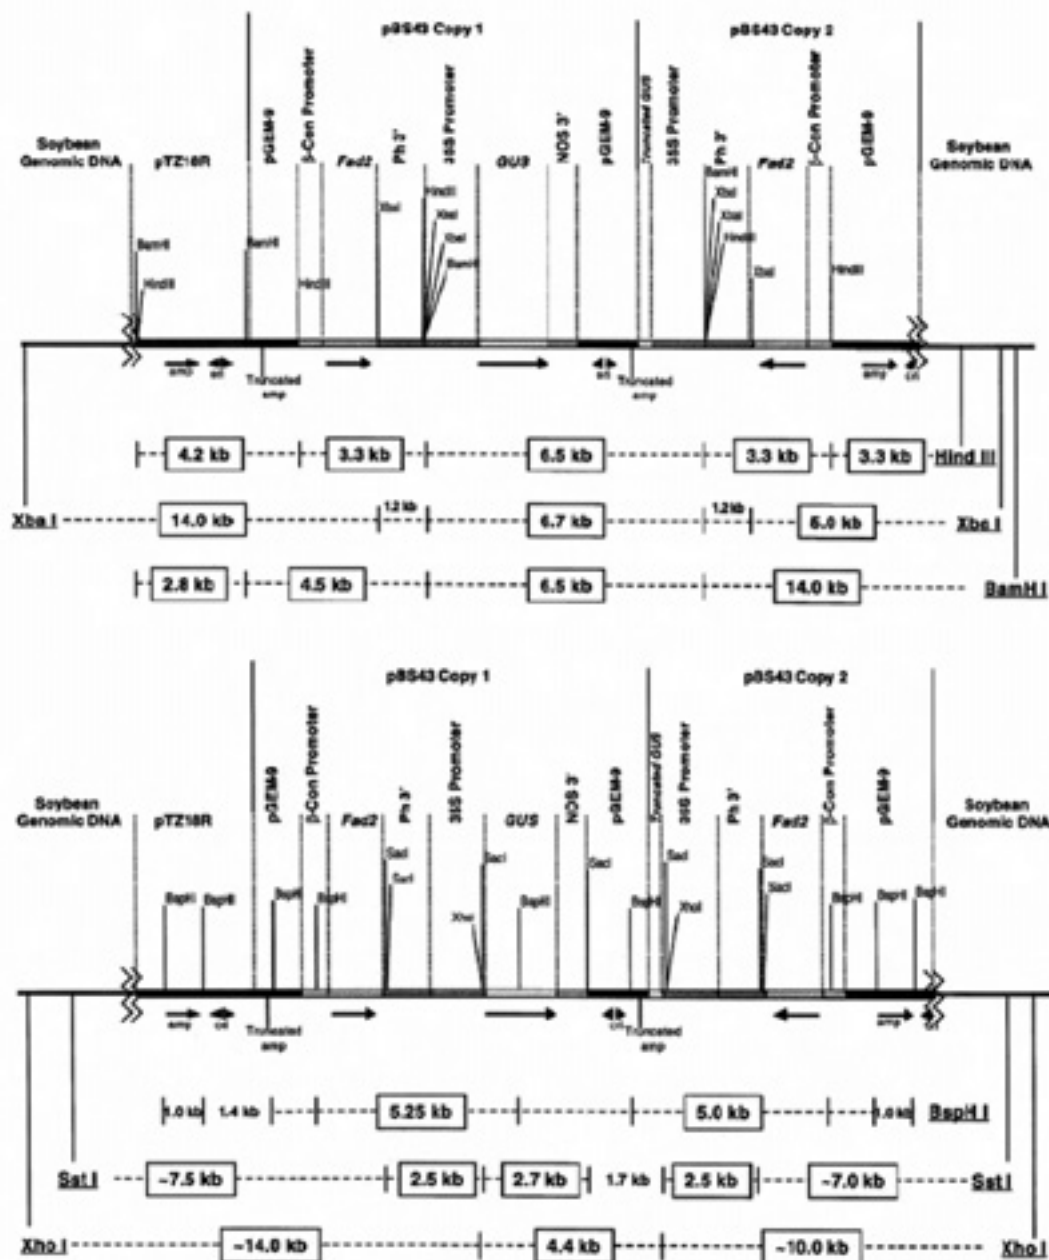 pBS43 Copy 1
pBS43 Copy 2
Soybean
Genomic DNA
pTZ18R
pGEM-9
β-Con Promoter
Fad2
Ph 3'
35S Promoter
GUS
NOS 3'
pGEM-9
Truncated GUS
35S Promoter
Ph 3'
Fad2
β-Con Promoter
pGEM-9
Soybean
Genomic DNA
BamHI
HindIII
BamHI
HindIII
XbaI
HindIII
XbaI
XbaI
BamHI
BamHI
XbaI
XbaI
HindIII
XbaI
HindIII
amp
ori
Truncated
amp
ori
Truncated
amp
amp
ori
4.2 kb
3.3 kb
6.5 kb
3.3 kb
3.3 kb
Hind III
Xba I
14.0 kb
1.2 kb
6.7 kb
1.2 kb
Xba I
2.8 kb
4.5 kb
6.5 kb
14.0 kb
BamH I
pBS43 Copy 1
pBS43 Copy 2
Soybean
Genomic DNA
pTZ18R
pGEM-9
β-Con Promoter
Fad2
Ph 3'
35S Promoter
GUS
NOS 3'
pGEM-9
Truncated GUS
35S Promoter
Ph 3'
Fad2
β-Con Promoter
pGEM-9
Soybean
Genomic DNA
BspHI
BspHI
BspHI
BspHI
SacI
SacI
XhoI
SacI
BspHI
SacI
BspHI
SacI
XhoI
SacI
SacI
BspHI
BspHI
BspHI
amp
ori
Truncated
amp
ori
Truncated
amp
amp
ori
1.0 kb
1.4 kb
5.25 kb
5.0 kb
1.0 kb
BspH I
Sst I
~7.5 kb
2.5 kb
2.7 kb
1.7 kb
2.5 kb
~7.0 kb
Sst I
Xho I
~14.0 kb
4.4 kb
~10.0 kb
Xho I